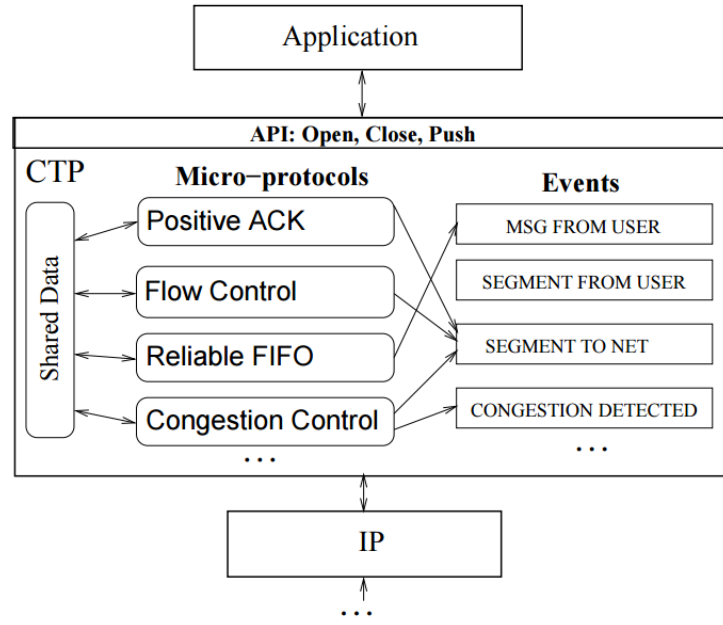 Application
API: Open, Close, Push
CTP
Micro−protocols
Events
Shared Data
Positive ACK
Flow Control
Reliable FIFO
Congestion Control
...
MSG FROM USER
SEGMENT FROM USER
SEGMENT TO NET
CONGESTION DETECTED
...
IP
...